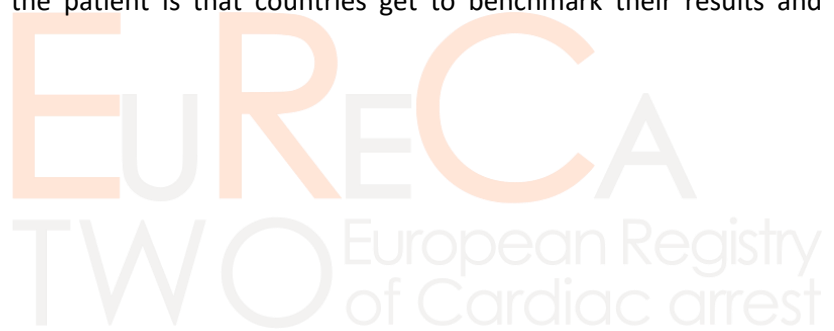 the patient is that countries get to benchmark their results and
EuReCa
TWO European Registry
of Cardiac arrest